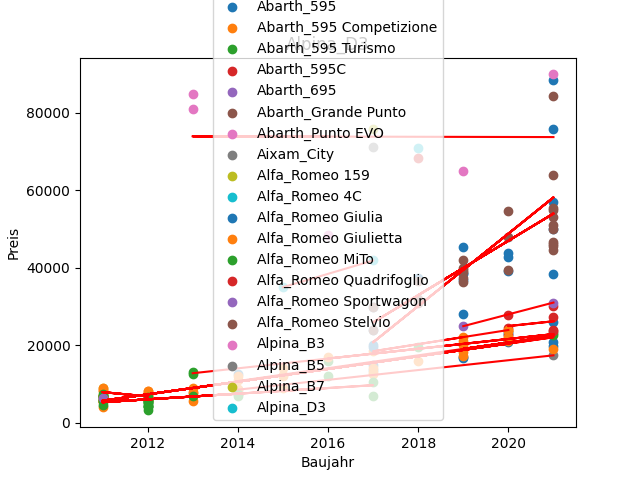 Abarth_595
Abarth_595 Competizione
Alpina_D3
Abarth_595 Turismo
Abarth_595C
Abarth_695
Abarth_Grande Punto
Abarth_Punto EVO
Aixam_City
Alfa_Romeo 159
Alfa_Romeo 4C
Alfa_Romeo Giulia
Alfa_Romeo Giulietta
Alfa_Romeo MiTo
Alfa_Romeo Quadrifoglio
Alfa_Romeo Sportwagon
Alfa_Romeo Stelvio
Alpina_B3
Alpina_B5
Alpina_B7
Alpina_D3
80000
60000
40000
20000
0
Preis
2012
2014
2016
2018
2020
Baujahr